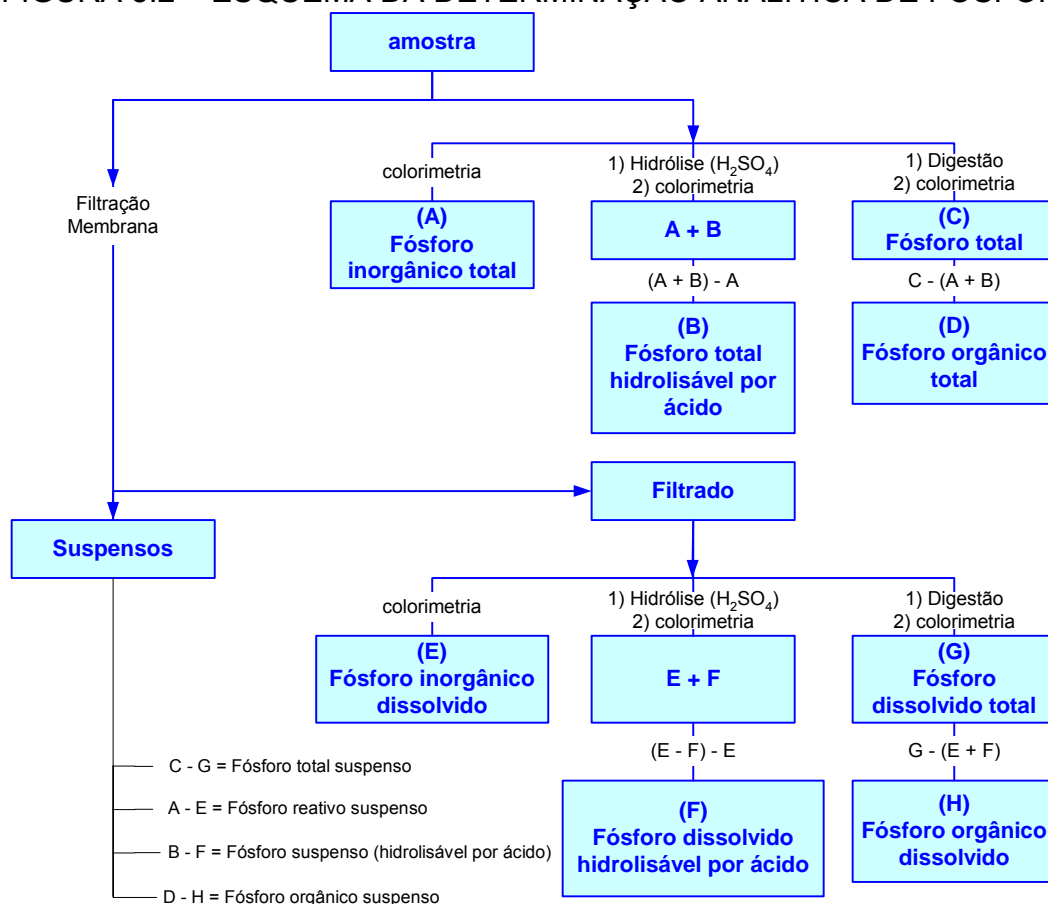 amostra
colorimetria
1) Hidrólise (H₂SO₄)
2) colorimetria
1) Digestão
2) colorimetria
Filtração
Membrana
(A)
Fósforo
inorgânico total
A + B
(C)
Fósforo total
(A + B) - A
C - (A + B)
(B)
Fósforo total
hidrolisável por
ácido
(D)
Fósforo orgânico
total
Filtrado
Suspensos
colorimetria
1) Hidrólise (H₂SO₄)
2) colorimetria
1) Digestão
2) colorimetria
(E)
Fósforo inorgânico
dissolvido
E + F
(G)
Fósforo
dissolvido total
(E - F) - E
G - (E + F)
(F)
Fósforo dissolvido
hidrolisável por ácido
(H)
Fósforo orgânico
dissolvido
C - G = Fósforo total suspenso
A - E = Fósforo reativo suspenso
B - F = Fósforo suspenso (hidrolisável por ácido)
D - H = Fósforo orgânico suspenso